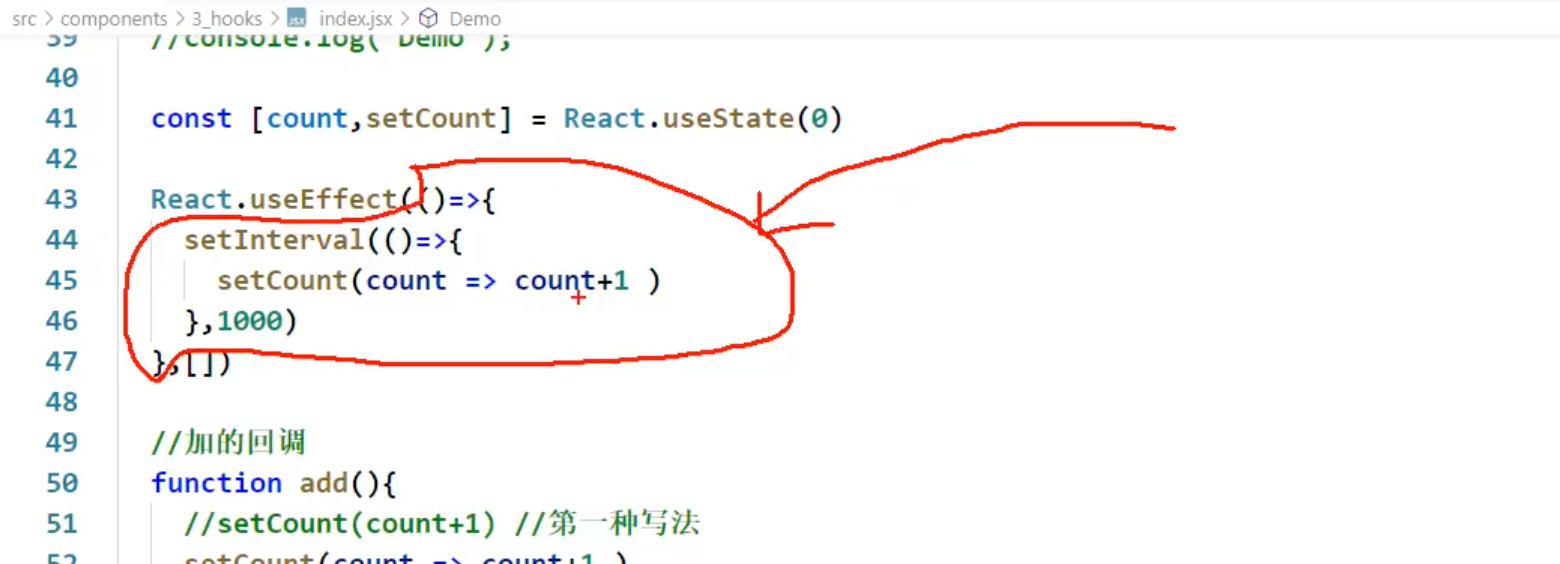 src > components > 3_hooks > JSX index.jsx > Demo
39 //console.log("Demo");
40
41 const [count,setCount] = React.useState(0)
42
43 React.useEffect(()=>{
44 setInterval(()=>{
45 setCount(count => count+1 )
46 },1000)
47 },[])
48
49 //加的回调
50 function add(){
51 //setCount(count+1) //第一种写法
52 setCount(count => count+1 )